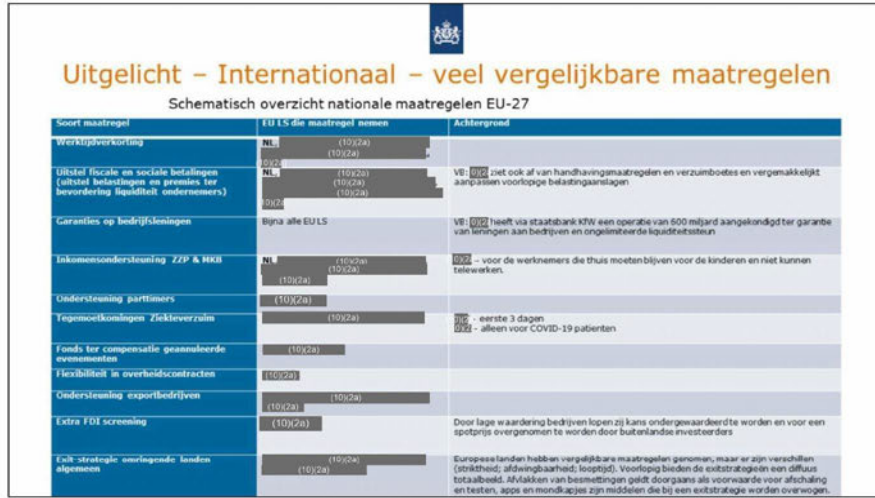 Uitgelicht – Internationaal – veel vergelijkbare maatregelen
Schematisch overzicht nationale maatregelen EU-27
Soort maatregel EU LS die maatregel nemen Achtergrond
Werktijdverkorting NL, (10)(2a)
(10)(2a)
(10)(2a)
Uitstel fiscale en sociale betalingen NL, (10)(2a) VB: (10)(2a) ziet ook af van handhavingsmaatregelen en verzuimboetes en vergemakkelijkt
(uitstel belastingen en premies ter (10)(2a) aanpassen voorlopige belastingaanslagen
bevordering liquiditeit ondernemers) (10)(2a)
(10)(2a)
Garanties op bedrijfsleningen Bijna alle EU LS VB: heeft via staatsbank KfW een operatie van 600 miljard aangekondigd ter garantie
van leningen aan bedrijven en ongelimiteerde liquiditeitssteun
Inkomensondersteuning ZZP & MKB NL, (10)(2a) – voor de werknemers die thuis moeten blijven voor de kinderen en niet kunnen
(10)(2a) telewerken.
(10)(2a)
Ondersteuning parttimers (10)(2a)
Tegemoetkomingen Ziekteverzuim (10)(2a) - eerste 3 dagen
- alleen voor COVID-19 patienten
Fonds ter compensatie geannuleerde (10)(2a)
evenementen
Flexibiliteit in overheidscontracten (10)(2a)
Ondersteuning exportbedrijven (10)(2a)
(10)(2a)
Extra FDI screening (10)(2a) Door lage waardering bedrijven lopen zij kans ondergewaardeerd te worden en voor een
spotprijs overgenomen te worden door buitenlandse investeerders
Exit-strategie omringende landen (10)(2a) Europese landen hebben vergelijkbare maatregelen genomen, maar er zijn verschillen
algemeen (10)(2a) (striktheid; afdwingbaarheid; looptijd). Voorlopig bieden de exitstrategieën een diffuus
totaalbeeld. Afvlakken van besmettingen geldt doorgaans als voorwaarde voor afschaling
en testen, apps en mondkapjes zijn middelen die bij een exitstrategie worden overwogen.